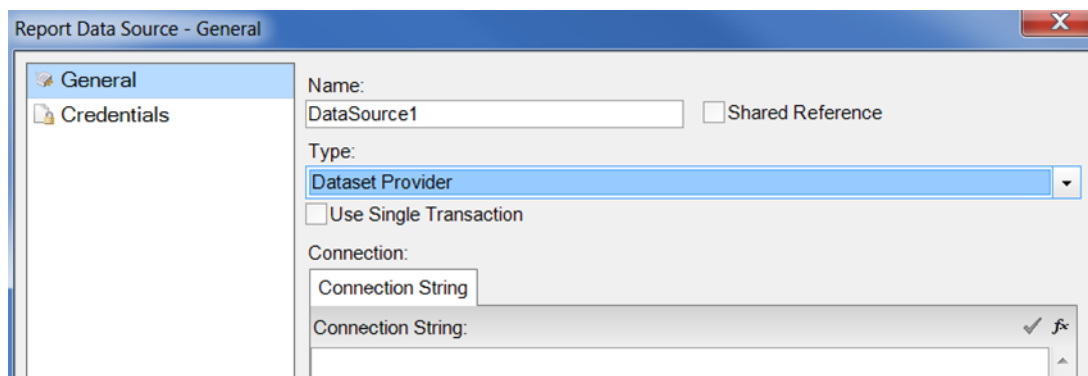 Report Data Source - General
General
Credentials
Name:
DataSource1
Shared Reference
Type:
Dataset Provider
Use Single Transaction
Connection:
Connection String
Connection String:
fx